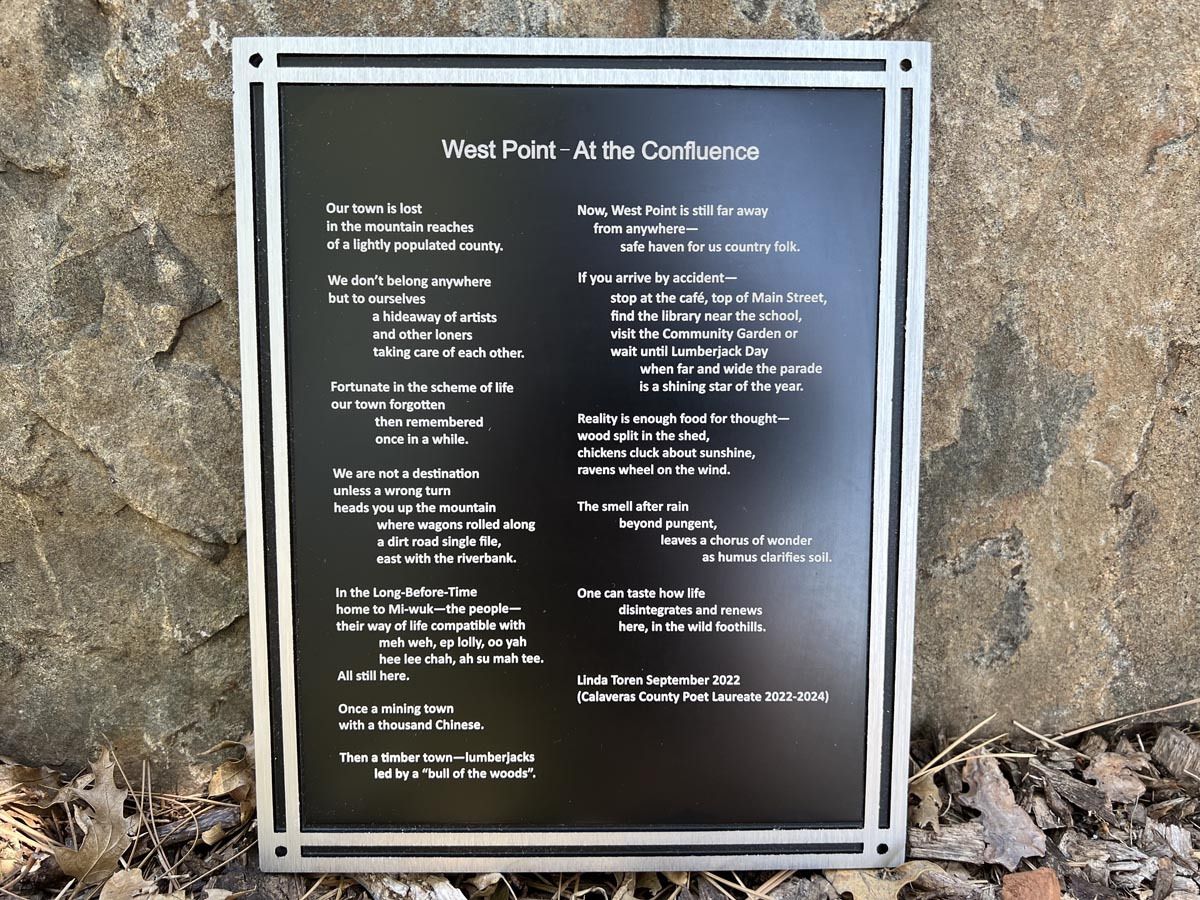 West Point – At the Confluence
Our town is lost
in the mountain reaches
of a lightly populated county.
We don’t belong anywhere
but to ourselves
a hideaway of artists
and other loners
taking care of each other.
Fortunate in the scheme of life
our town forgotten
then remembered
once in a while.
We are not a destination
unless a wrong turn
heads you up the mountain
where wagons rolled along
a dirt road single file,
east with the riverbank.
In the Long-Before-Time
home to Mi-wuk—the people—
their way of life compatible with
meh weh, ep lolly, oo yah
hee lee chah, ah su mah tee.
All still here.
Once a mining town
with a thousand Chinese.
Then a timber town—lumberjacks
led by a “bull of the woods”.
Now, West Point is still far away
from anywhere—
safe haven for us country folk.
If you arrive by accident—
stop at the café, top of Main Street,
find the library near the school,
visit the Community Garden or
wait until Lumberjack Day
when far and wide the parade
is a shining star of the year.
Reality is enough food for thought—
wood split in the shed,
chickens cluck about sunshine,
ravens wheel on the wind.
The smell after rain
beyond pungent,
leaves a chorus of wonder
as humus clarifies soil.
One can taste how life
disintegrates and renews
here, in the wild foothills.
Linda Toren September 2022
(Calaveras County Poet Laureate 2022-2024)